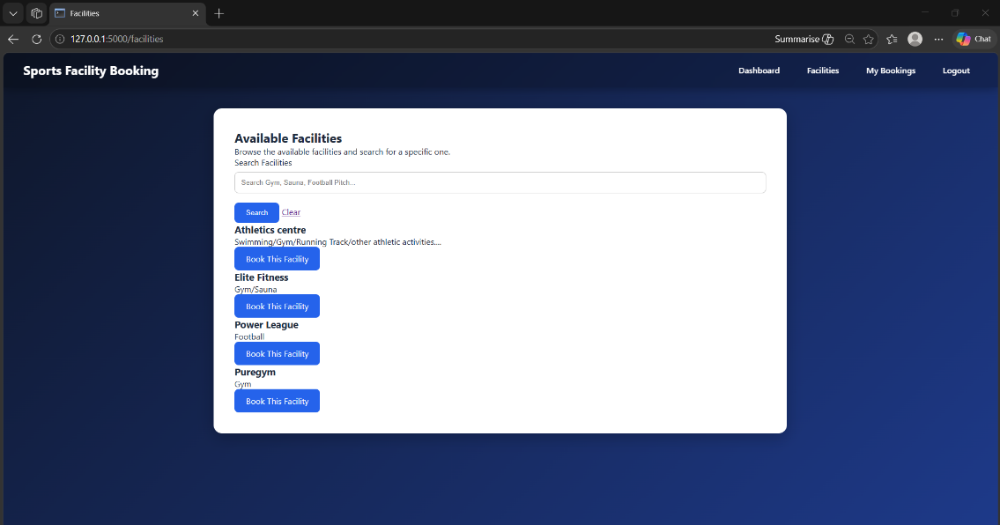 Facilities
127.0.0.1:5000/facilities
Summarise
Chat
Sports Facility Booking
Dashboard
Facilities
My Bookings
Logout
Available Facilities
Browse the available facilities and search for a specific one.
Search Facilities
Search Gym, Sauna, Football Pitch...
Search Clear
Athletics centre
Swimming/Gym/Running Track/other athletic activities....
Book This Facility
Elite Fitness
Gym/Sauna
Book This Facility
Power League
Football
Book This Facility
Puregym
Gym
Book This Facility